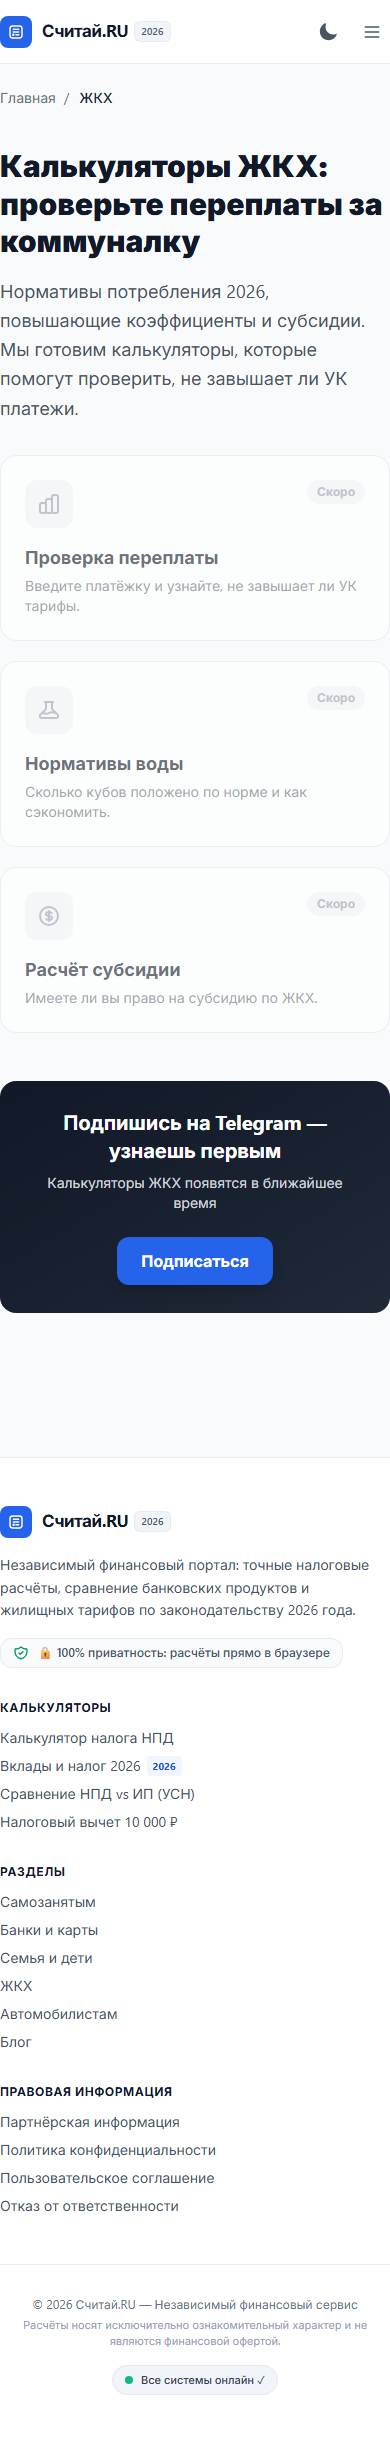 Считай.RU 2026
Главная / ЖКХ
Калькуляторы ЖКХ:
проверьте переплаты за
коммуналку
Нормативы потребления 2026,
повышающие коэффициенты и субсидии.
Мы готовим калькуляторы, которые
помогут проверить, не завышает ли УК
платежи.
Скоро
Проверка переплаты
Введите платёжку и узнайте, не завышает ли УК
тарифы.
Скоро
Нормативы воды
Сколько кубов положено по норме и как
сэкономить.
Скоро
Расчёт субсидии
Имеете ли вы право на субсидию по ЖКХ.
Подпишись на Telegram —
узнаешь первым
Калькуляторы ЖКХ появятся в ближайшее
время
Подписаться
Считай.RU 2026
Независимый финансовый портал: точные налоговые
расчёты, сравнение банковских продуктов и
жилищных тарифов по законодательству 2026 года.
🔒 100% приватность: расчёты прямо в браузере
КАЛЬКУЛЯТОРЫ
Калькулятор налога НПД
Вклады и налог 2026 2026
Сравнение НПД vs ИП (УСН)
Налоговый вычет 10 000 ₽
РАЗДЕЛЫ
Самозанятым
Банки и карты
Семья и дети
ЖКХ
Автомобилистам
Блог
ПРАВОВАЯ ИНФОРМАЦИЯ
Партнёрская информация
Политика конфиденциальности
Пользовательское соглашение
Отказ от ответственности
© 2026 Считай.RU — Независимый финансовый сервис
Расчёты носят исключительно ознакомительный характер и не
являются финансовой офертой.
Все системы онлайн ✓